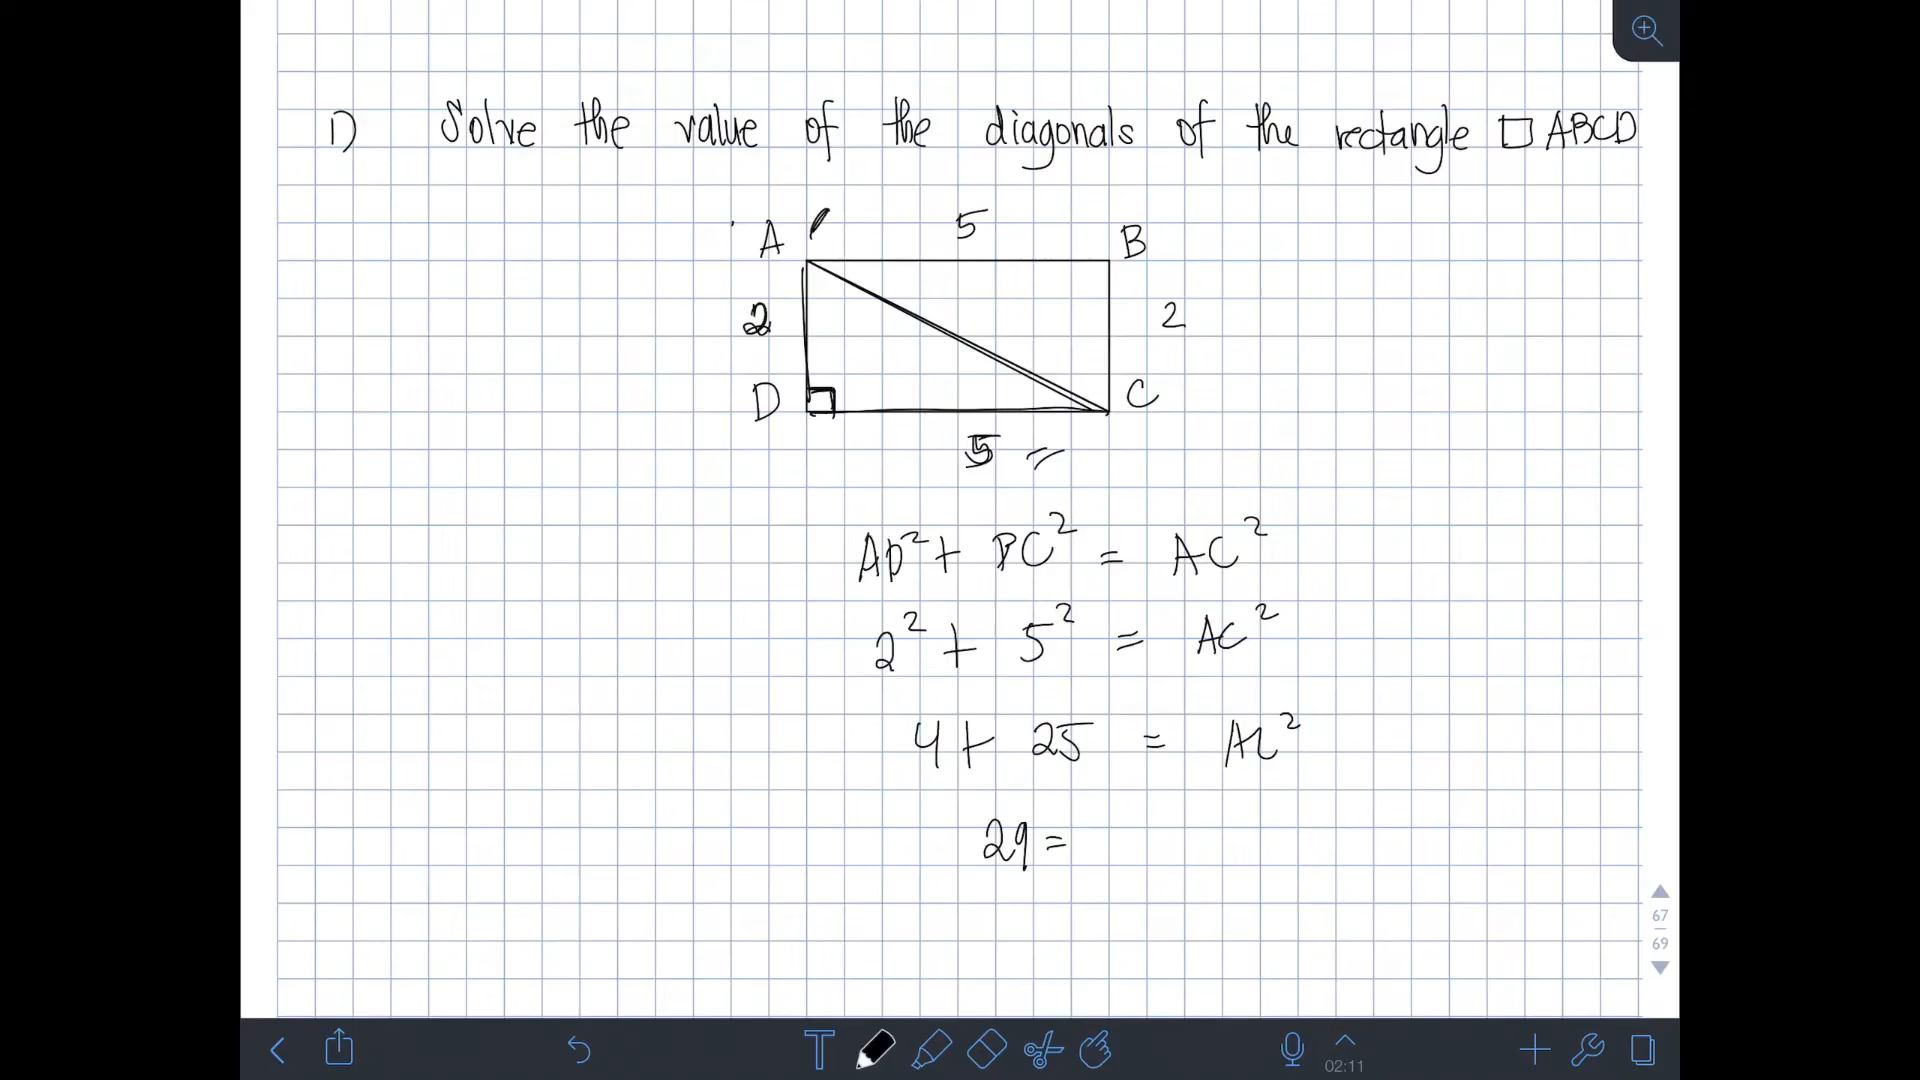 1) Solve the value of the diagonals of the rectangle □ ABCD
A 5 B
2 2
D C
5
AD² + DC² = AC²
2² + 5² = AC²
4 + 25 = AC²
29 =
67
69
T
02:11